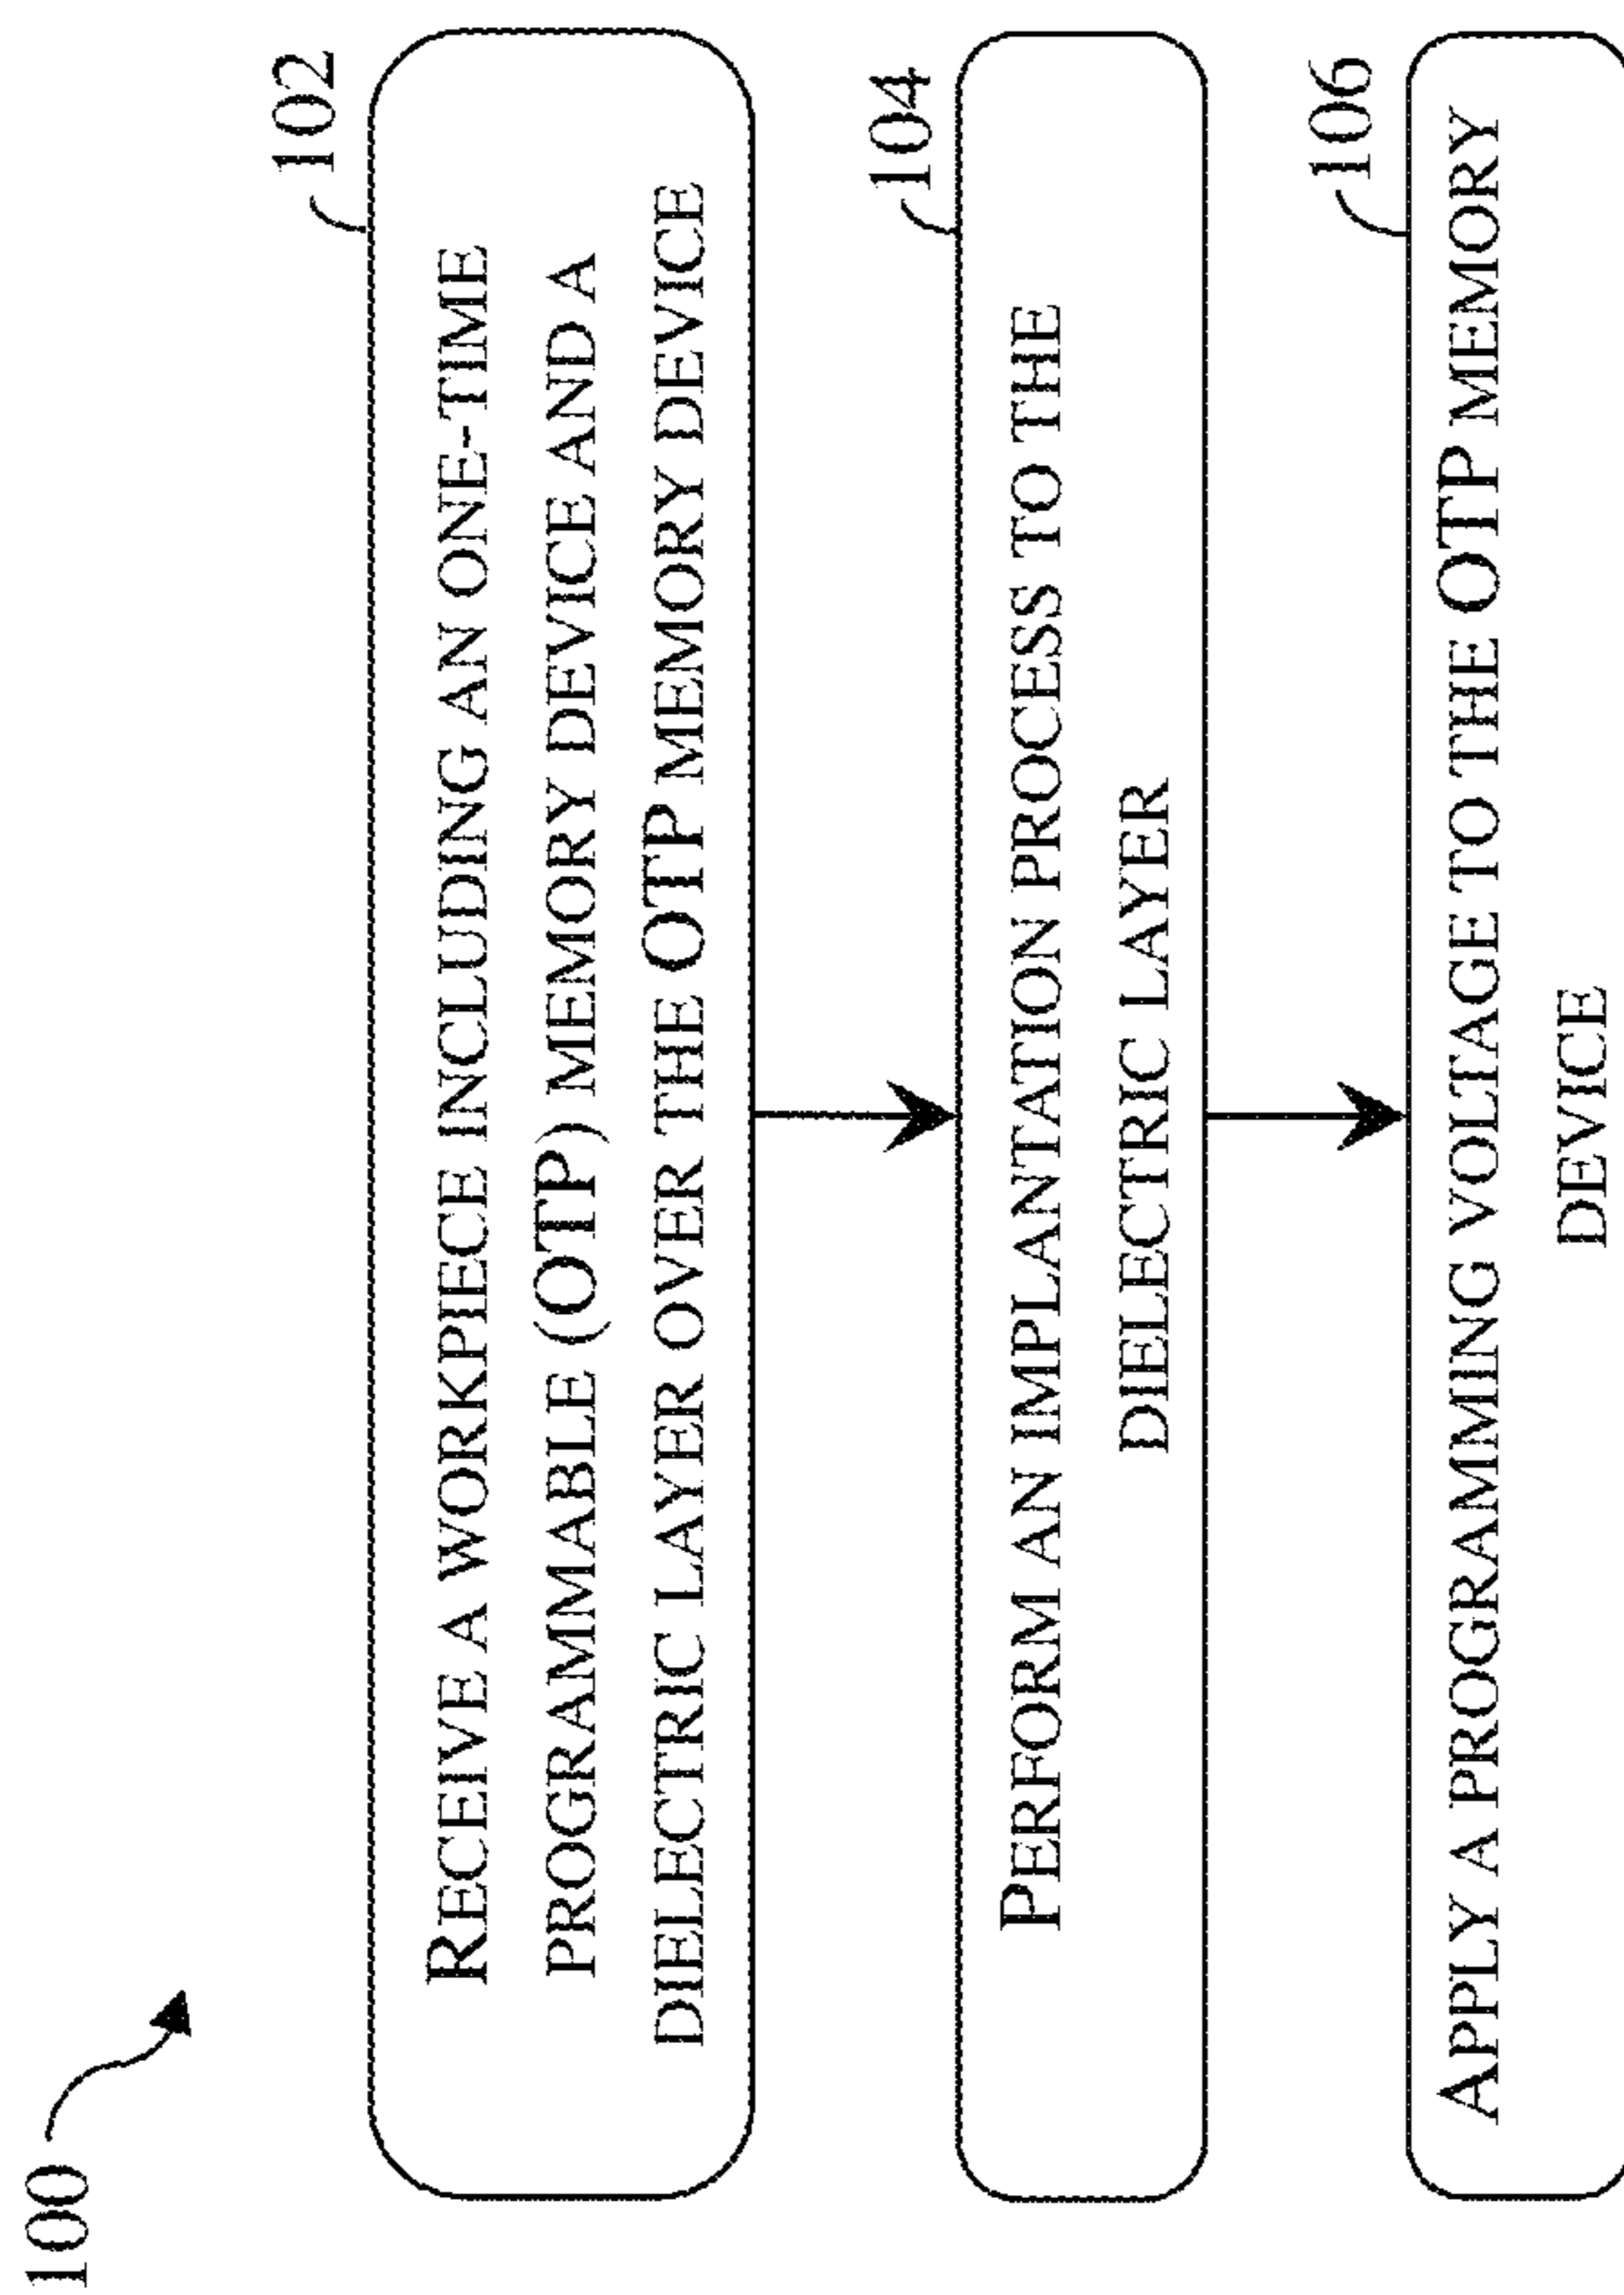 100
102
RECEIVE A WORKPIECE INCLUDING AN ONE-TIME
PROGRAMMABLE (OTP) MEMORY DEVICE AND A
DIELECTRIC LAYER OVER THE OTP MEMORY DEVICE
104
PERFORM AN IMPLANTATION PROCESS TO THE
DIELECTRIC LAYER
106
APPLY A PROGRAMMING VOLTAGE TO THE OTP MEMORY
DEVICE